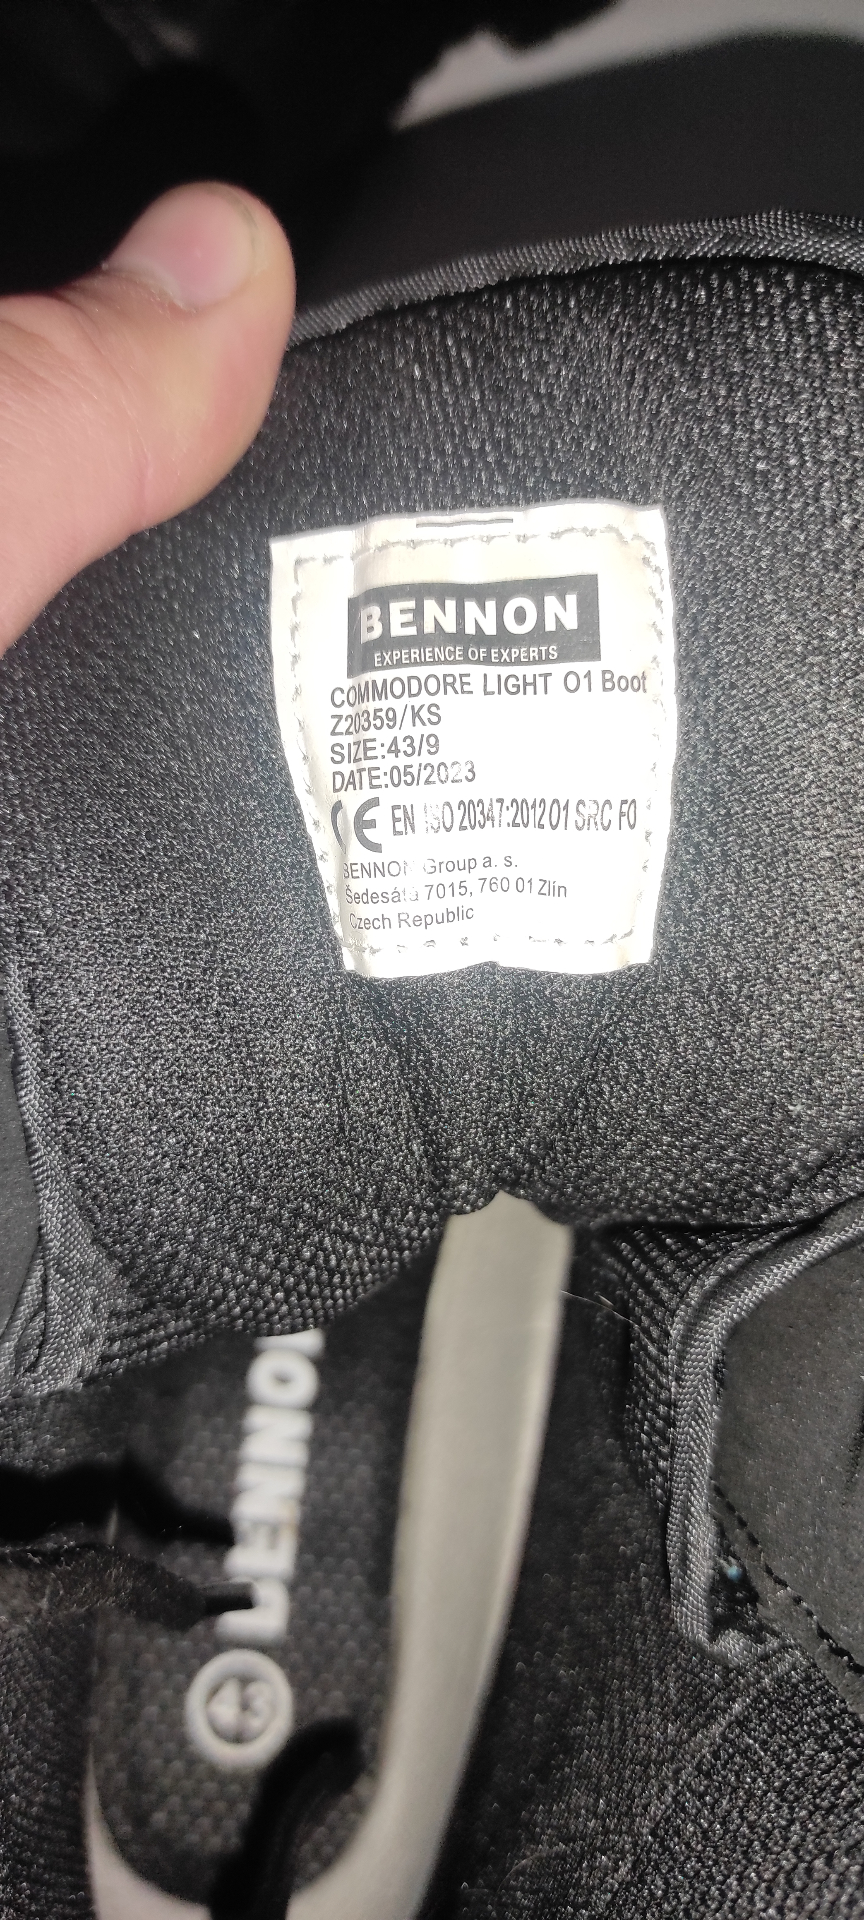 BENNON
EXPERIENCE OF EXPERTS
COMMODORE LIGHT O1 Boot
Z20359/KS
SIZE:43/9
DATE:05/2023
CE EN ISO 20347:2012 O1 SRC FO
BENNON Group a. s.
Šedesátá 7015, 760 01 Zlín
Czech Republic
BENNON
43